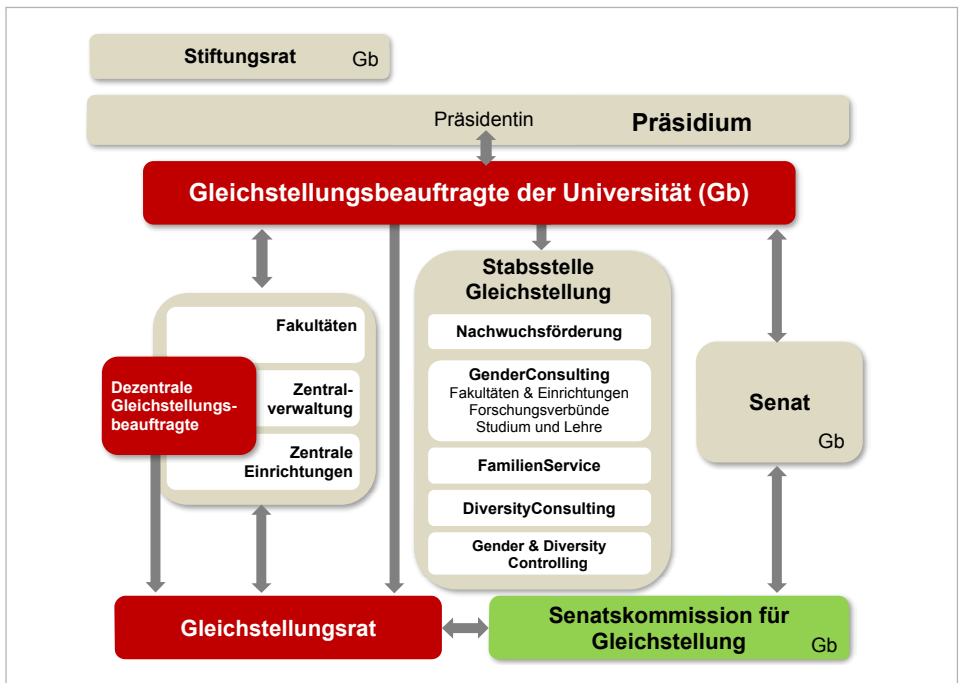 Stiftungsrat Gb
Präsidentin Präsidium
Gleichstellungsbeauftragte der Universität (Gb)
Fakultäten
Dezentrale
Gleichstellungs-
beauftragte
Zentral-
verwaltung
Zentrale
Einrichtungen
Stabsstelle
Gleichstellung
Nachwuchsförderung
GenderConsulting
Fakultäten & Einrichtungen
Forschungsverbünde
Studium und Lehre
FamilienService
DiversityConsulting
Gender & Diversity
Controlling
Senat
Gb
Gleichstellungsrat
Senatskommission für
Gleichstellung Gb